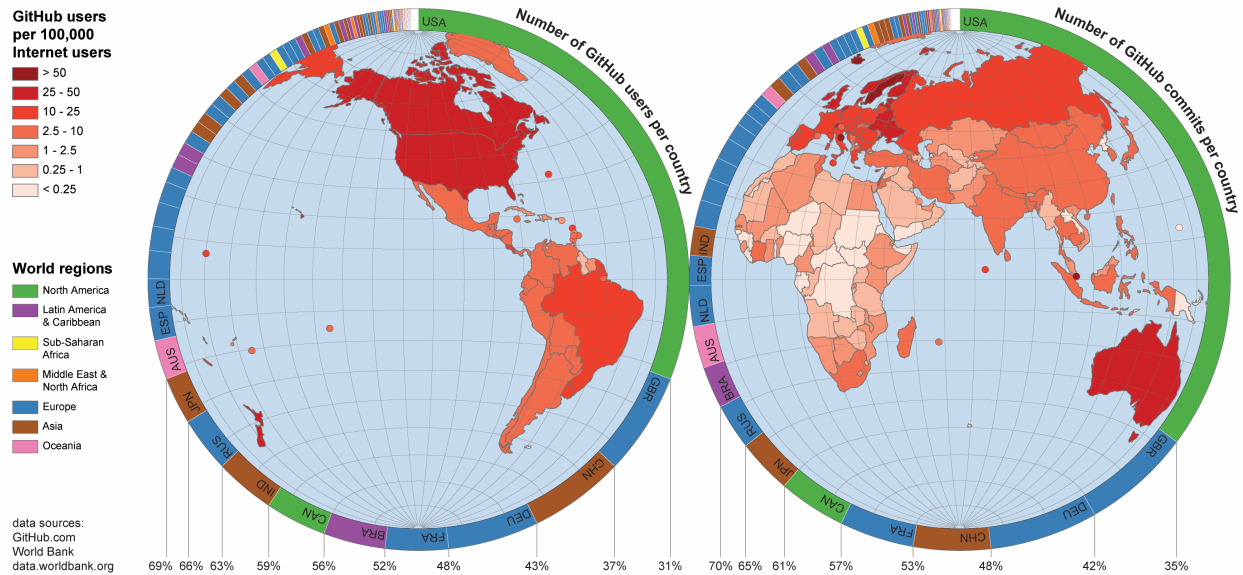 GitHub users
per 100,000
Internet users
> 50
25 - 50
10 - 25
2.5 - 10
1 - 2.5
0.25 - 1
< 0.25
World regions
North America
Latin America
& Caribbean
Sub-Saharan
Africa
Middle East &
North Africa
Europe
Asia
Oceania
data sources:
GitHub.com
World Bank
data.worldbank.org
Number of GitHub users per country
USA
GBR
CHN
DEU
FRA
BRA
CAN
IND
RUS
JPN
AUS
ESP
NLD
69% 66% 63% 59% 56% 52% 48% 43% 37% 31%
Number of GitHub commits per country
USA
GBR
DEU
CHN
FRA
CAN
JPN
RUS
BRA
AUS
NLD
ESP
IND
70% 65% 61% 57% 53% 48% 42% 35%